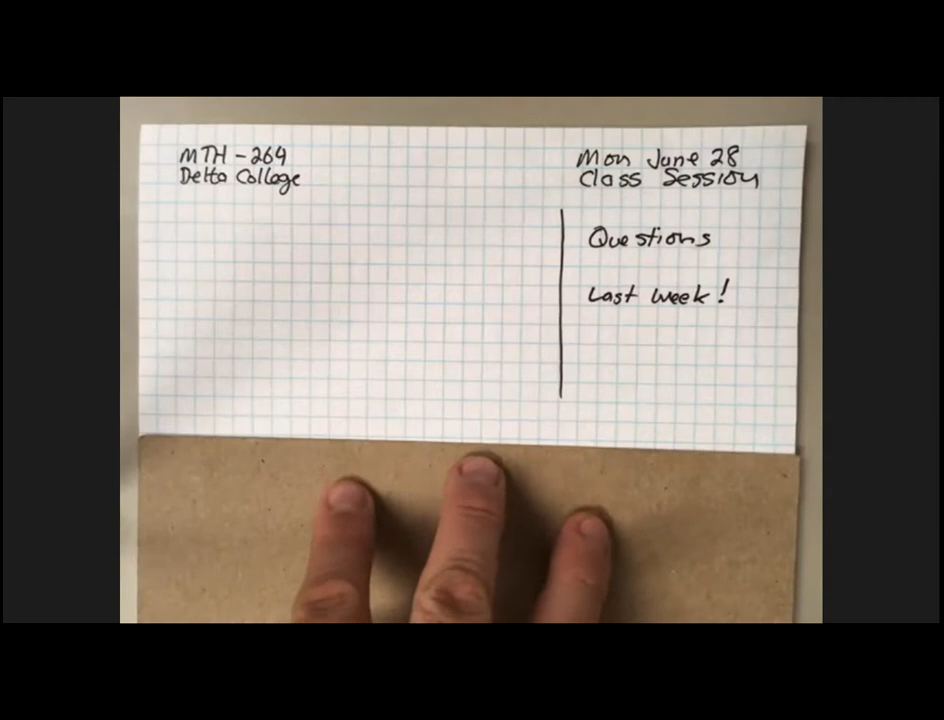 MTH - 264
Delta College
Mon June 28
Class Session
Questions
Last week!